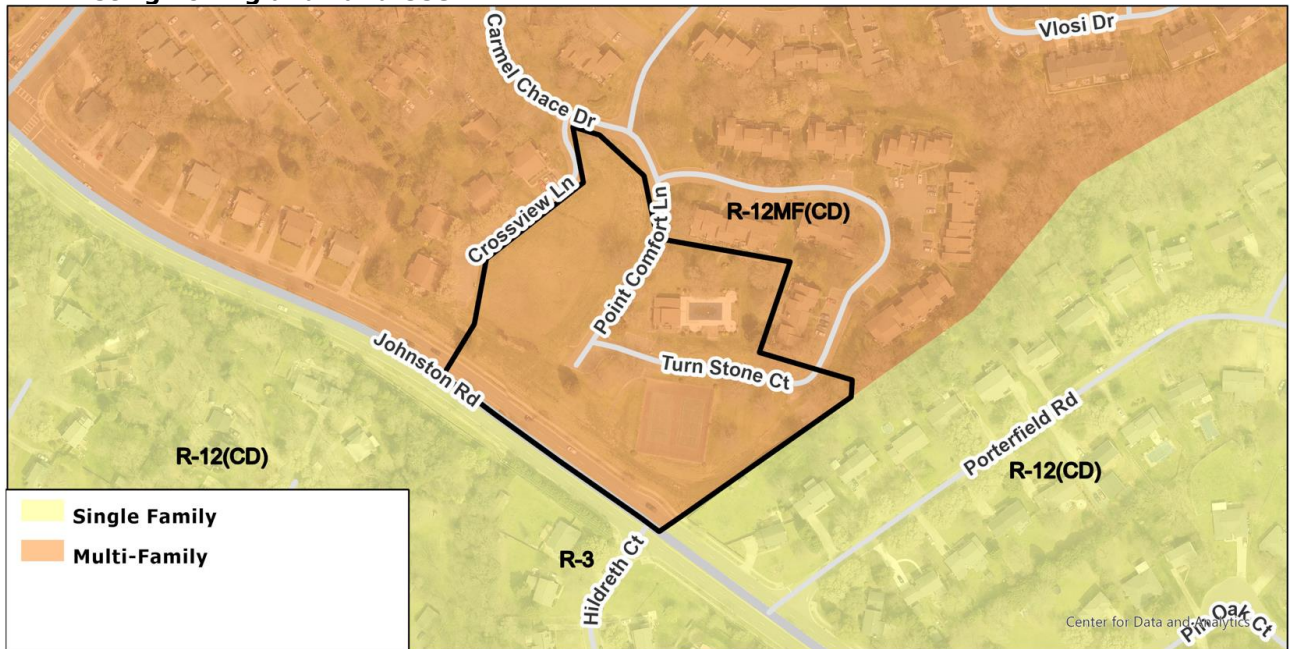 Vlosi Dr
Carmel Chace Dr
Crossview Ln
Point Comfort Ln
R-12MF(CD)
Johnston Rd
Turn Stone Ct
R-12(CD)
Porterfield Rd
R-12(CD)
Single Family
Multi-Family
R-3
Hildreth Ct
Center for Data and Analytics
Pin Oak Ct